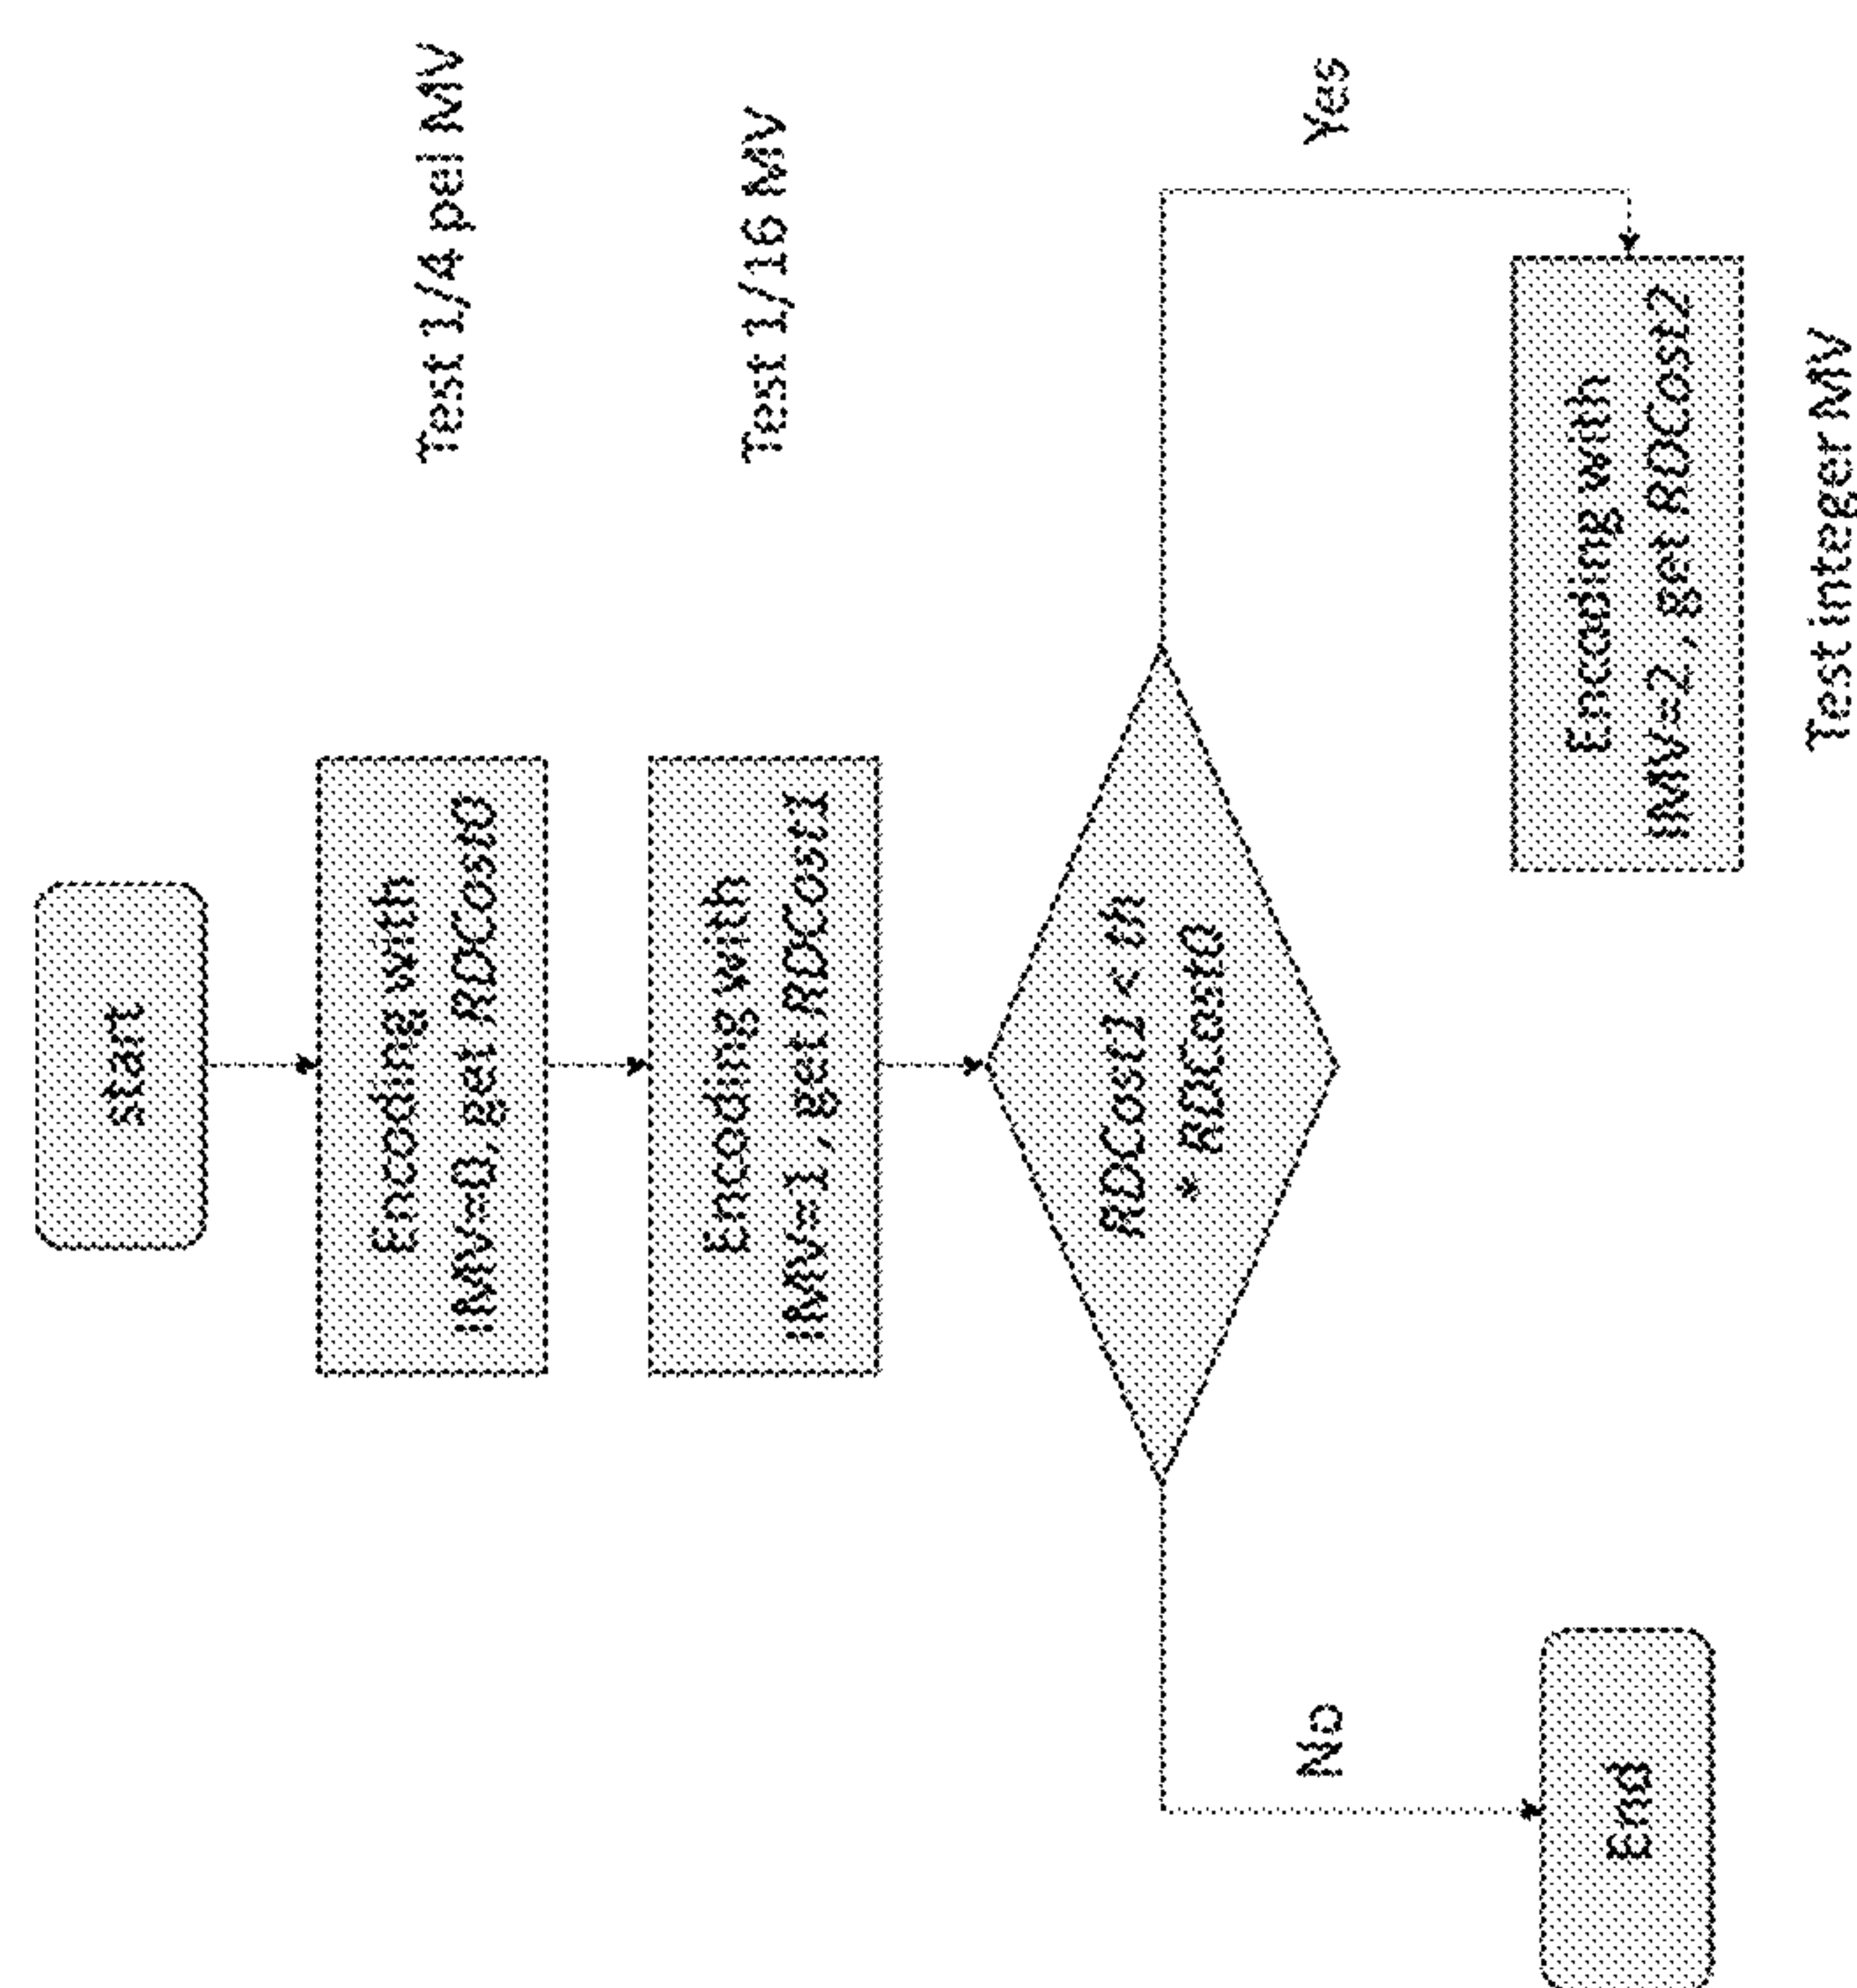 start
Encoding with
IMV=0, get RDCost0
Test 1/4 pel MV
Encoding with
IMV=1 , get RDCost1
Test 1/16 MV
RDCost1 < th
* RDCost0
No
Yes
End
Encoding with
IMV=2 , get RDCost2
Test integer MV